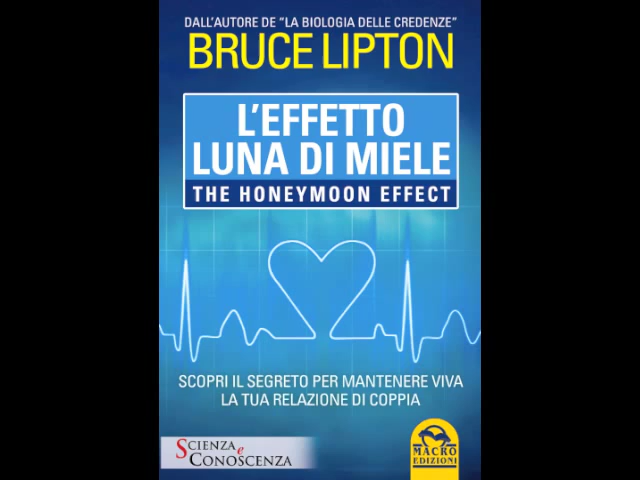 DALL'AUTORE DE "LA BIOLOGIA DELLE CREDENZE"
BRUCE LIPTON
L'EFFETTO
LUNA DI MIELE
THE HONEYMOON EFFECT
SCOPRI IL SEGRETO PER MANTENERE VIVA
LA TUA RELAZIONE DI COPPIA
SCIENZA e
CONOSCENZA
MACRO
EDIZIONI